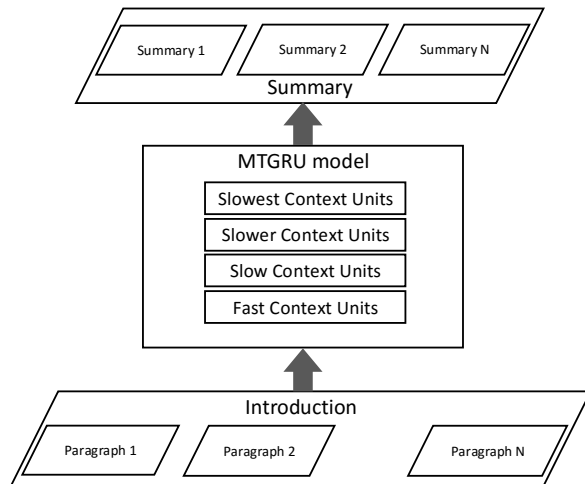 Summary 1 Summary 2 Summary N
Summary
MTGRU model
Slowest Context Units
Slower Context Units
Slow Context Units
Fast Context Units
Introduction
Paragraph 1 Paragraph 2 Paragraph N